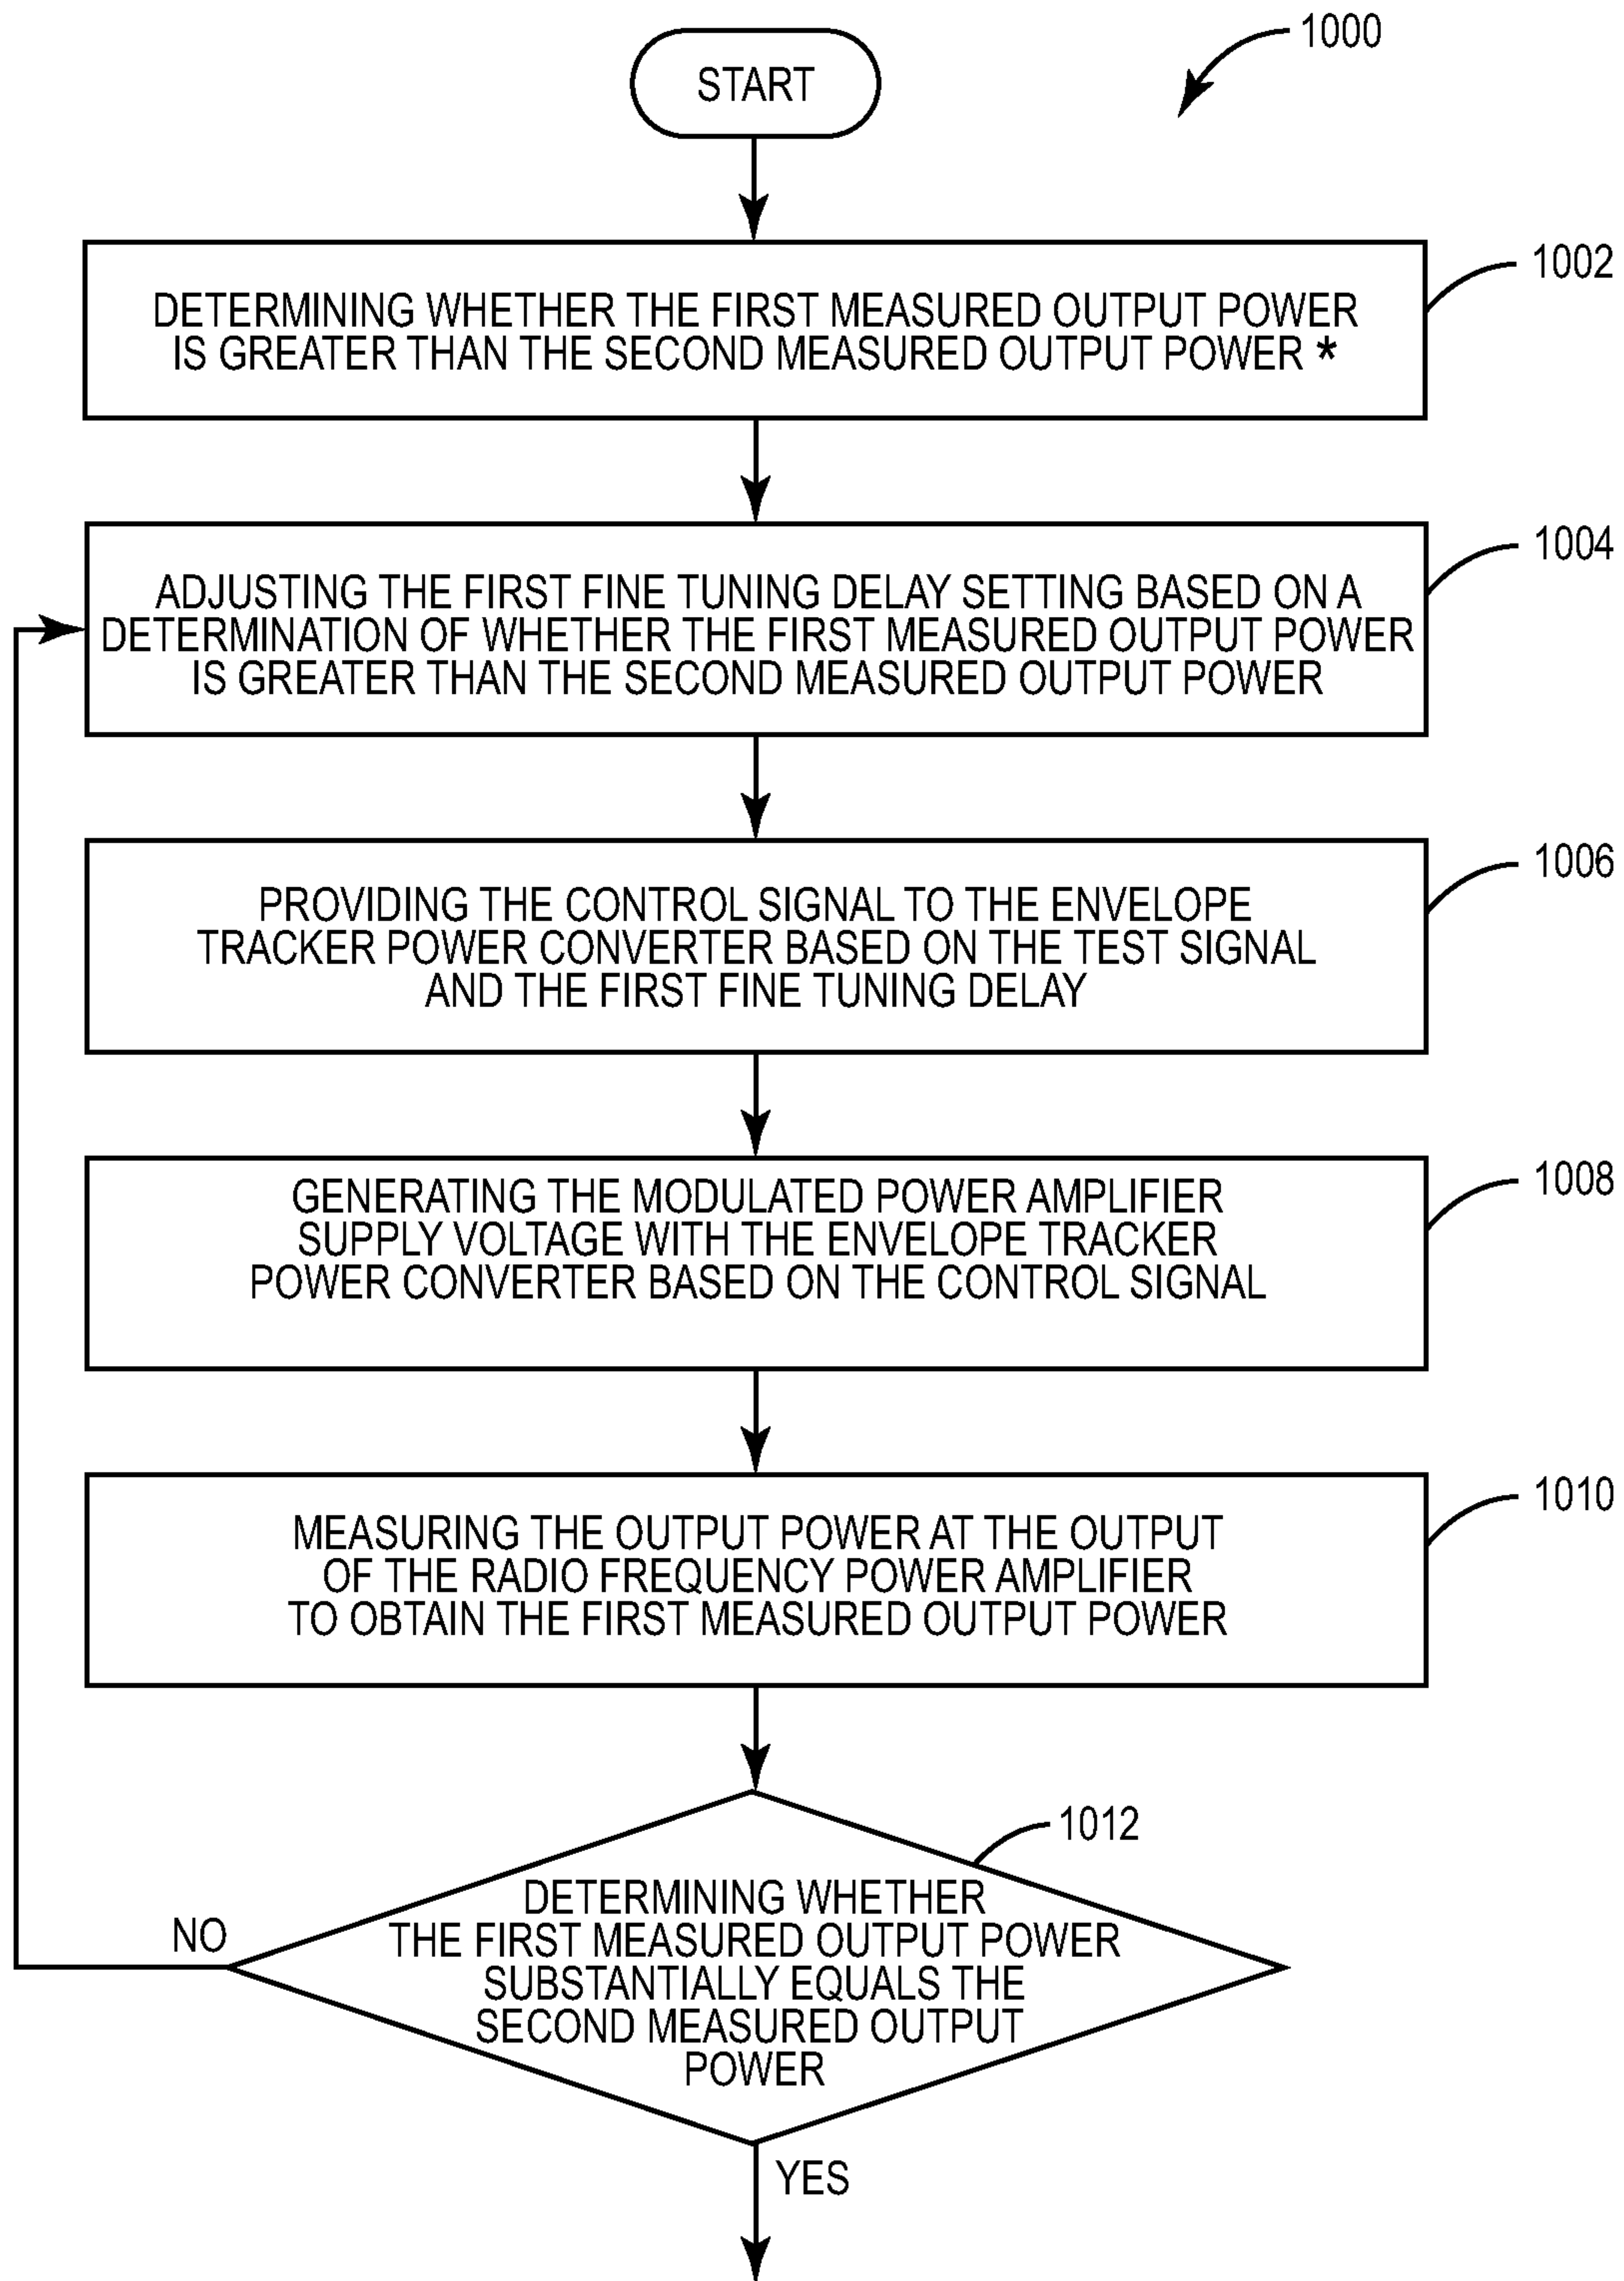 1000
START
1002
DETERMINING WHETHER THE FIRST MEASURED OUTPUT POWER
IS GREATER THAN THE SECOND MEASURED OUTPUT POWER *
1004
ADJUSTING THE FIRST FINE TUNING DELAY SETTING BASED ON A
DETERMINATION OF WHETHER THE FIRST MEASURED OUTPUT POWER
IS GREATER THAN THE SECOND MEASURED OUTPUT POWER
1006
PROVIDING THE CONTROL SIGNAL TO THE ENVELOPE
TRACKER POWER CONVERTER BASED ON THE TEST SIGNAL
AND THE FIRST FINE TUNING DELAY
1008
GENERATING THE MODULATED POWER AMPLIFIER
SUPPLY VOLTAGE WITH THE ENVELOPE TRACKER
POWER CONVERTER BASED ON THE CONTROL SIGNAL
1010
MEASURING THE OUTPUT POWER AT THE OUTPUT
OF THE RADIO FREQUENCY POWER AMPLIFIER
TO OBTAIN THE FIRST MEASURED OUTPUT POWER
1012
DETERMINING WHETHER
THE FIRST MEASURED OUTPUT POWER
SUBSTANTIALLY EQUALS THE
SECOND MEASURED OUTPUT
POWER
NO
YES